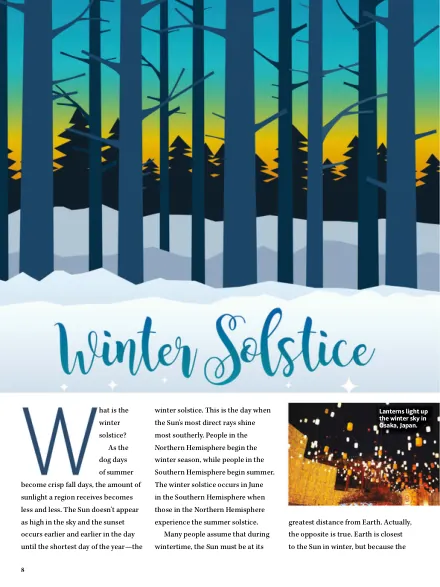 Winter Solstice
What is the
winter
solstice?
As the
dog days
of summer
become crisp fall days, the amount of
sunlight a region receives becomes
less and less. The Sun doesn't appear
as high in the sky and the sunset
occurs earlier and earlier in the day
until the shortest day of the year—the
winter solstice. This is the day when
the Sun's most direct rays shine
most southerly. People in the
Northern Hemisphere begin the
winter season, while people in the
Southern Hemisphere begin summer.
The winter solstice occurs in June
in the Southern Hemisphere when
those in the Northern Hemisphere
experience the summer solstice.
Many people assume that during
wintertime, the Sun must be at its
Lanterns light up
the winter sky in
Osaka, Japan.
greatest distance from Earth. Actually,
the opposite is true. Earth is closest
to the Sun in winter, but because the
8